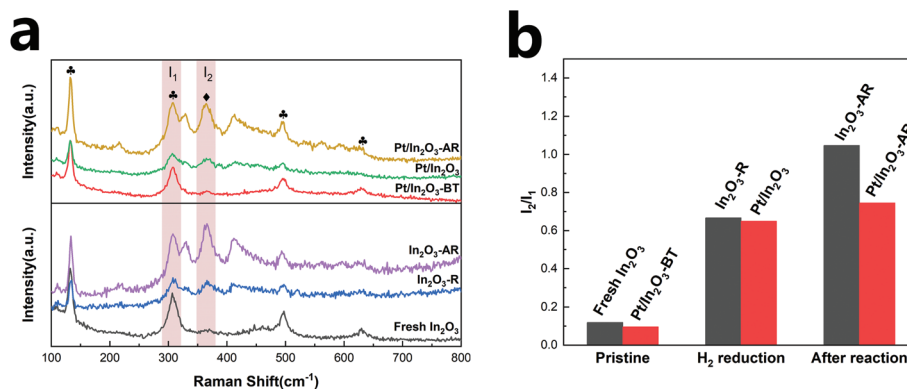 a
Intensity(a.u.)
Intensity(a.u.)
♣
I₁
♣
I₂
♦
♣
♣
Pt/In₂O₃-AR
Pt/In₂O₃
Pt/In₂O₃-BT
In₂O₃-AR
In₂O₃-R
Fresh In₂O₃
100 200 300 400 500 600 700 800
Raman Shift(cm⁻¹)
b
I₂/I₁
1.4
1.2
1.0
0.8
0.6
0.4
0.2
0.0
Fresh In₂O₃
Pt/In₂O₃-BT
In₂O₃-R
Pt/In₂O₃
In₂O₃-AR
Pt/In₂O₃-AR
Pristine H₂ reduction After reaction